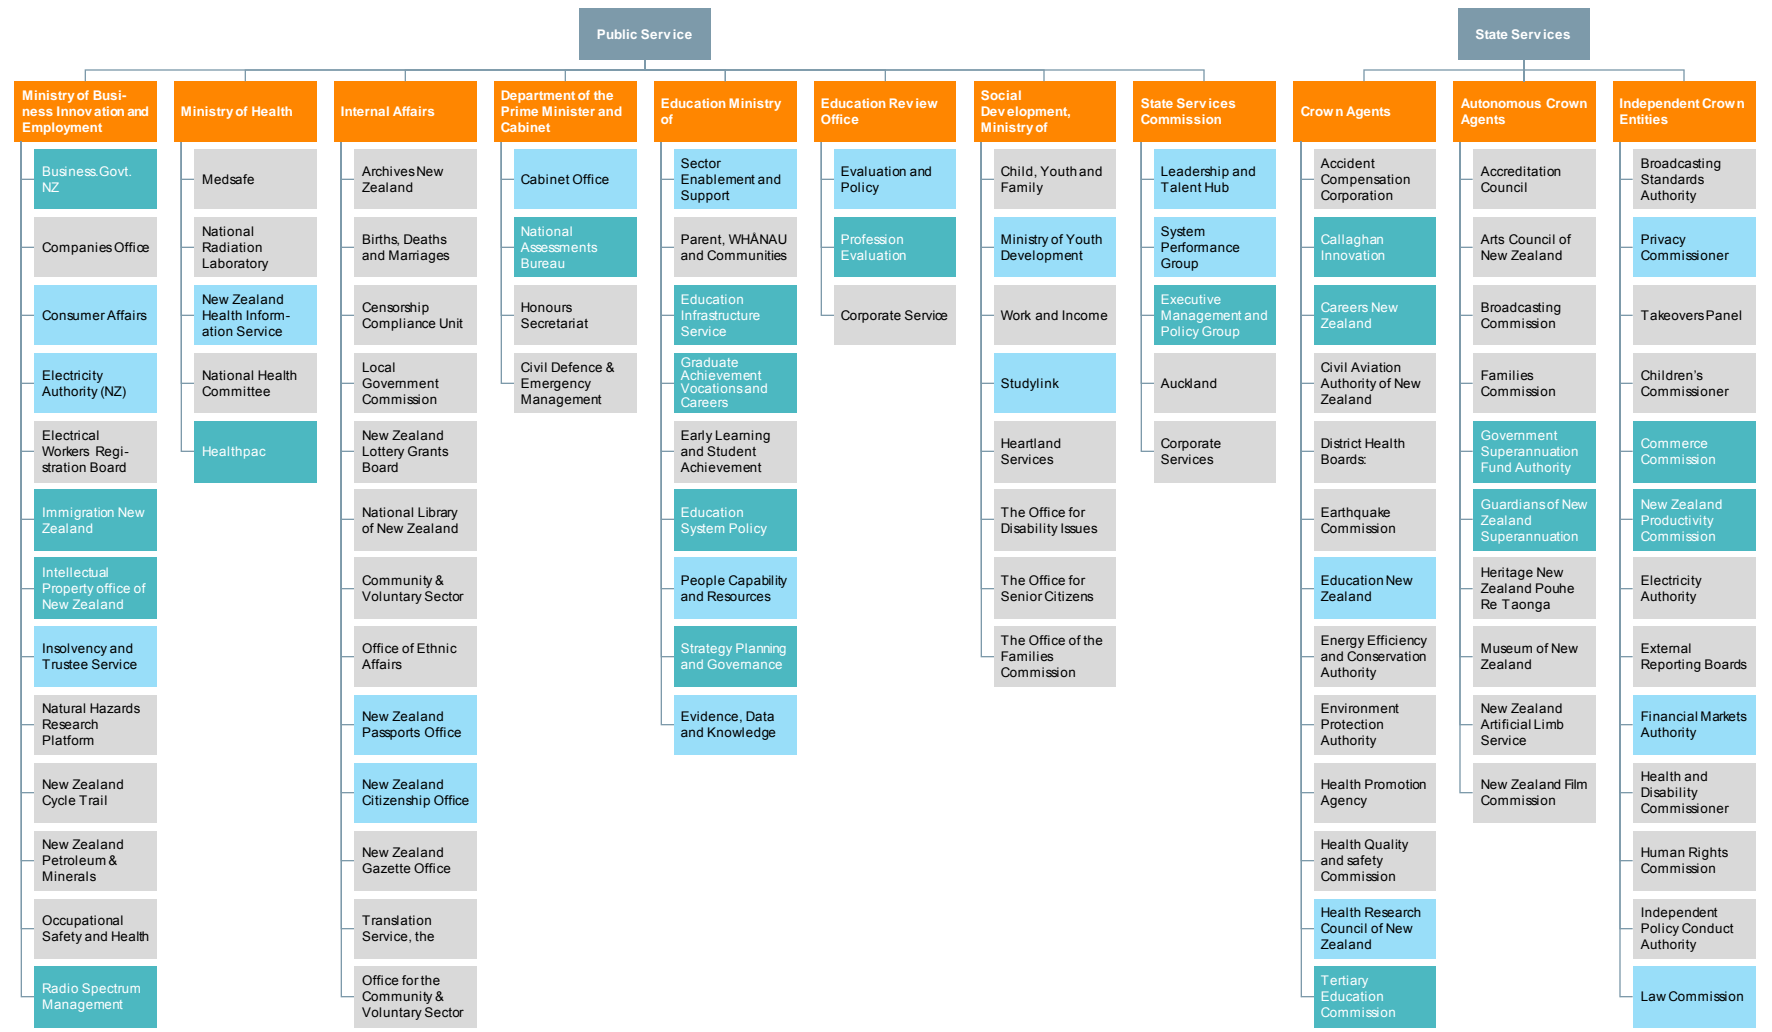 Public Service
State Services
Ministry of Busi-
ness Innovation and
Employment
Business.Govt.
NZ
Companies Office
Consumer Affairs
Electricity
Authority (NZ)
Electrical
Workers Regi-
stration Board
Immigration New
Zealand
Intellectual
Property office of
New Zealand
Insolvency and
Trustee Service
Natural Hazards
Research
Platform
New Zealand
Cycle Trail
New Zealand
Petroleum &
Minerals
Occupational
Safety and Health
Radio Spectrum
Management
Ministry of Health
Medsafe
National
Radiation
Laboratory
New Zealand
Health Inform-
ation Service
National Health
Committee
Healthpac
Internal Affairs
Archives New
Zealand
Births, Deaths
and Marriages
Censorship
Compliance Unit
Local
Government
Commission
New Zealand
Lottery Grants
Board
National Library
of New Zealand
Community &
Voluntary Sector
Office of Ethnic
Affairs
New Zealand
Passports Office
New Zealand
Citizenship Office
New Zealand
Gazette Office
Translation
Service, the
Office for the
Community &
Voluntary Sector
Department of the
Prime Minister and
Cabinet
Cabinet Office
National
Assessments
Bureau
Honours
Secretariat
Civil Defence &
Emergency
Management
Education Ministry
of
Sector
Enablement and
Support
Parent, WHĀNAU
and Communities
Education
Infrastructure
Service
Graduate
Achievement
Vocations and
Careers
Early Learning
and Student
Achievement
Education
System Policy
People Capability
and Resources
Strategy Planning
and Governance
Evidence, Data
and Knowledge
Education Review
Office
Evaluation and
Policy
Profession
Evaluation
Corporate Service
Social
Development,
Ministry of
Child, Youth and
Family
Ministry of Youth
Development
Work and Income
Studylink
Heartland
Services
The Office for
Disability Issues
The Office for
Senior Citizens
The Office of the
Families
Commission
State Services
Commission
Leadership and
Talent Hub
System
Performance
Group
Executive
Management and
Policy Group
Auckland
Corporate
Services
Crown Agents
Accident
Compensation
Corporation
Callaghan
Innovation
Careers New
Zealand
Civil Aviation
Authority of New
Zealand
District Health
Boards:
Earthquake
Commission
Education New
Zealand
Energy Efficiency
and Conservation
Authority
Environment
Protection
Authority
Health Promotion
Agency
Health Quality
and safety
Commission
Health Research
Council of New
Zealand
Tertiary
Education
Commission
Autonomous Crown
Agents
Accreditation
Council
Arts Council of
New Zealand
Broadcasting
Commission
Families
Commission
Government
Superannuation
Fund Authority
Guardians of New
Zealand
Superannuation
Heritage New
Zealand Pouhe
Re Taonga
Museum of New
Zealand
New Zealand
Artificial Limb
Service
New Zealand Film
Commission
Independent Crown
Entities
Broadcasting
Standards
Authority
Privacy
Commissioner
Takeovers Panel
Children's
Commissioner
Commerce
Commission
New Zealand
Productivity
Commission
Electricity
Authority
External
Reporting Boards
Financial Markets
Authority
Health and
Disability
Commissioner
Human Rights
Commission
Independent
Policy Conduct
Authority
Law Commission